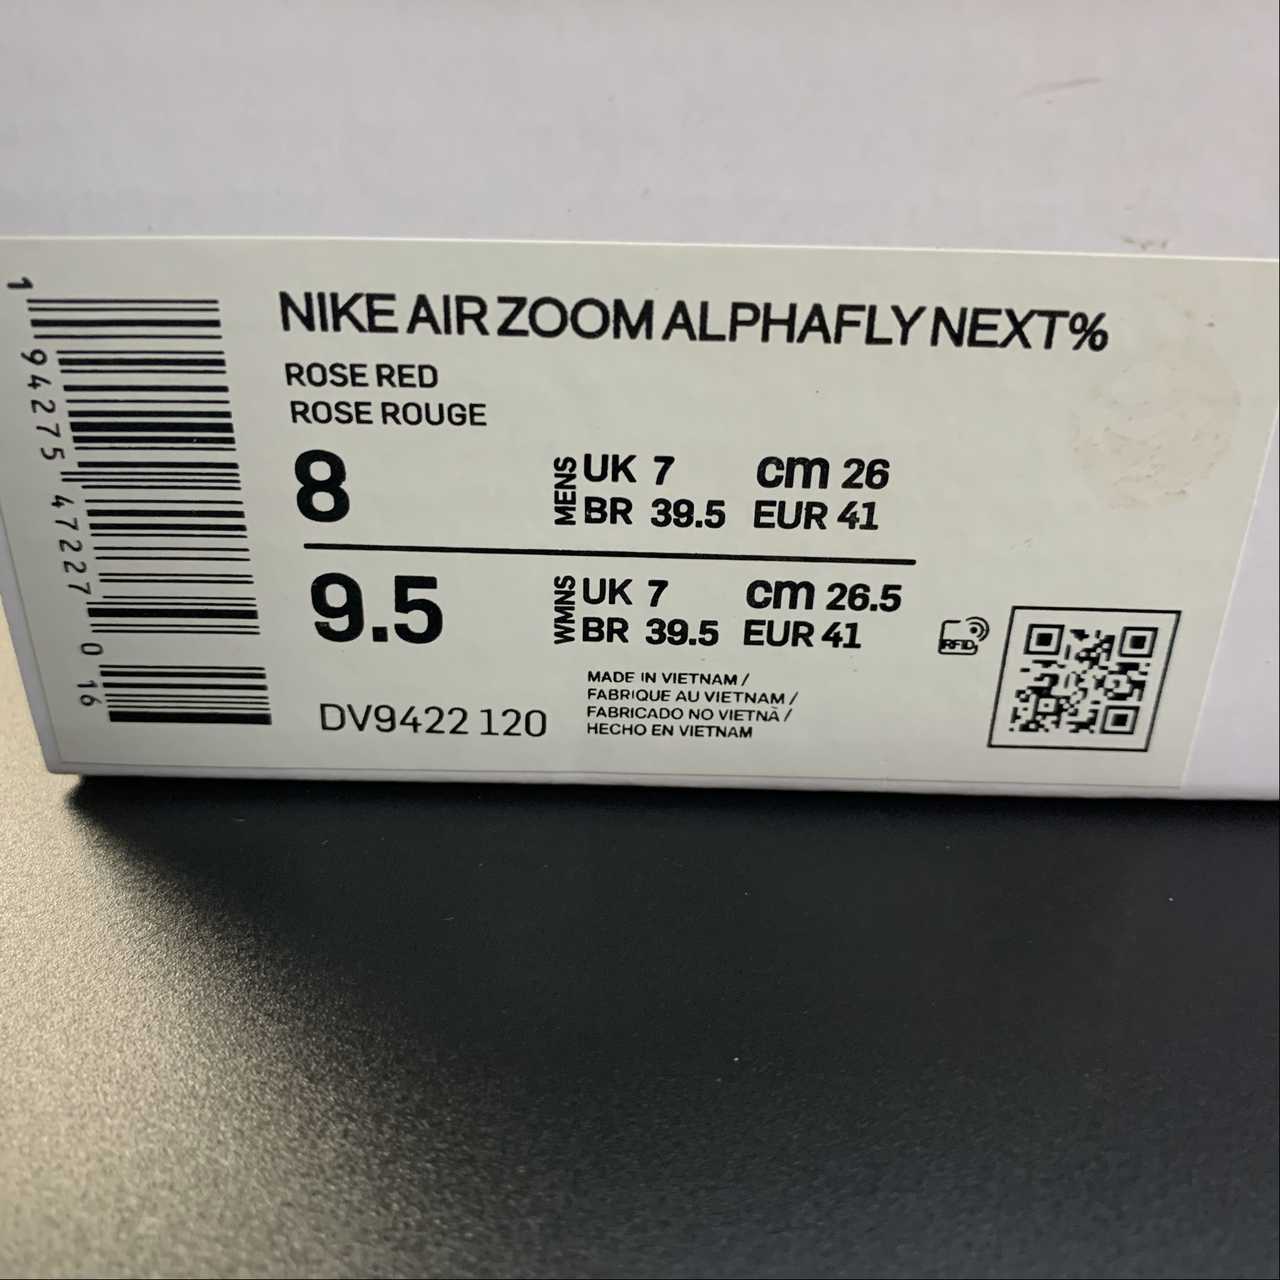 NIKE AIR ZOOM ALPHAFLY NEXT%
ROSE RED
ROSE ROUGE
8
MENS
UK 7 cm 26
BR 39.5 EUR 41
9.5
WMNS
UK 7 cm 26.5
BR 39.5 EUR 41
RFID
MADE IN VIETNAM /
FABRIQUE AU VIETNAM /
FABRICADO NO VIETNÃ /
HECHO EN VIETNAM
DV9422 120
1 94275 47227 0 16